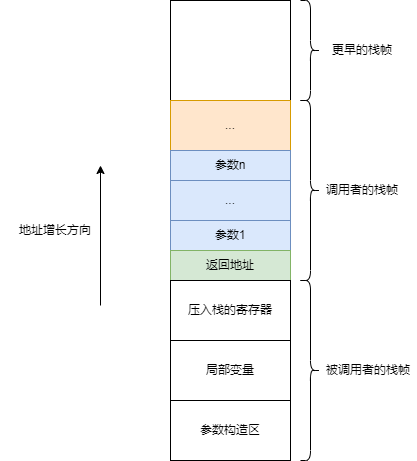 更早的栈帧
...
参数n
调用者的栈帧
...
地址增长方向
参数1
返回地址
压入栈的寄存器
局部变量
被调用者的栈帧
参数构造区